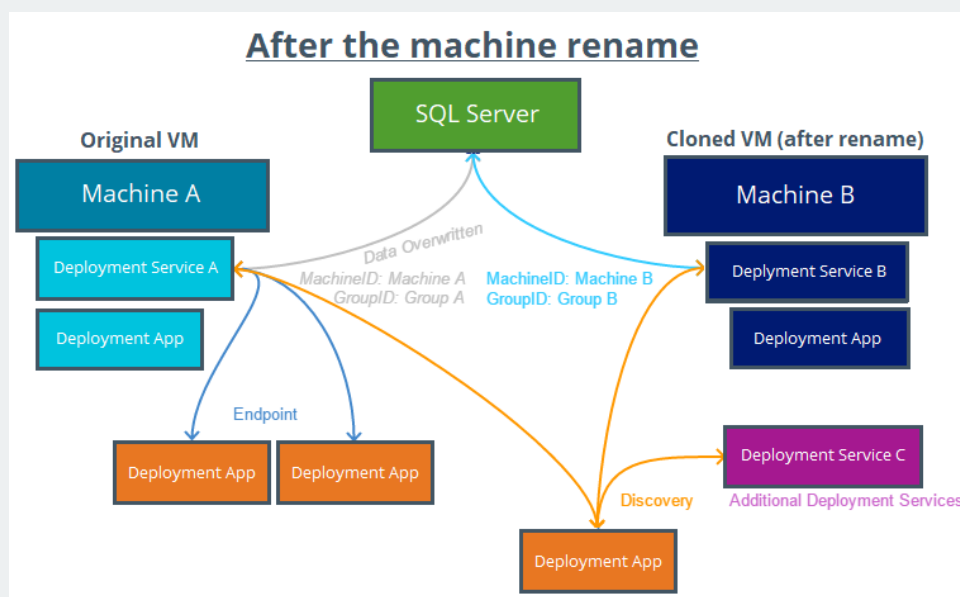 After the machine rename
SQL Server
Original VM
Cloned VM (after rename)
Machine A
Machine B
Data Overwritten
Deployment Service A
MachineID: Machine A
GroupID: Group A
MachineID: Machine B
GroupID: Group B
Deplyment Service B
Deployment App
Deployment App
Endpoint
Deployment App
Deployment App
Deployment Service C
Discovery
Additional Deployment Services
Deployment App